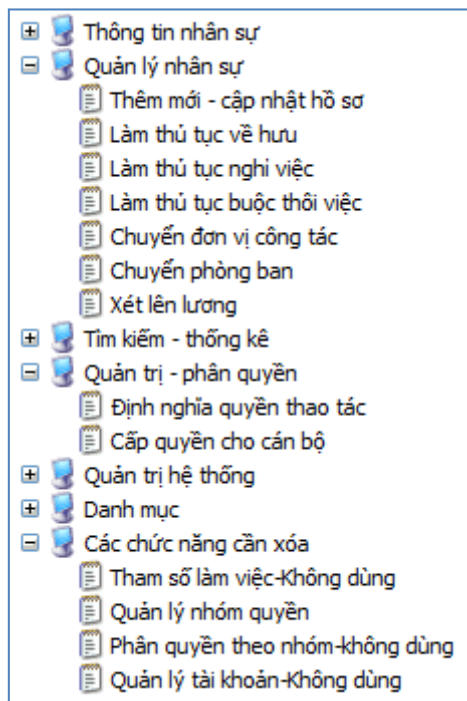 Thông tin nhân sự
Quản lý nhân sự
Thêm mới - cập nhật hồ sơ
Làm thủ tục về hưu
Làm thủ tục nghỉ việc
Làm thủ tục buộc thôi việc
Chuyển đơn vị công tác
Chuyển phòng ban
Xét lên lương
Tìm kiếm - thống kê
Quản trị - phân quyền
Định nghĩa quyền thao tác
Cấp quyền cho cán bộ
Quản trị hệ thống
Danh mục
Các chức năng cần xóa
Tham số làm việc-Không dùng
Quản lý nhóm quyền
Phân quyền theo nhóm-không dùng
Quản lý tài khoản-Không dùng